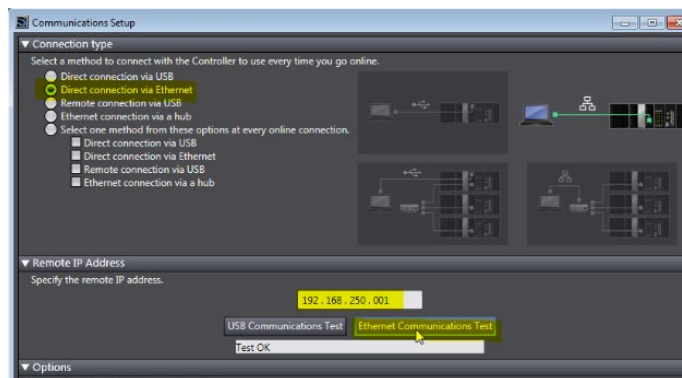 Communications Setup
▼ Connection type
Select a method to connect with the Controller to use every time you go online.
Direct connection via USB
Direct connection via Ethernet
Remote connection via USB
Ethernet connection via a hub
Select one method from these options at every online connection.
Direct connection via USB
Direct connection via Ethernet
Remote connection via USB
Ethernet connection via a hub
▼ Remote IP Address
Specify the remote IP address.
192 . 168 . 250 . 001
USB Communications Test
Ethernet Communications Test
Test OK
▼ Options